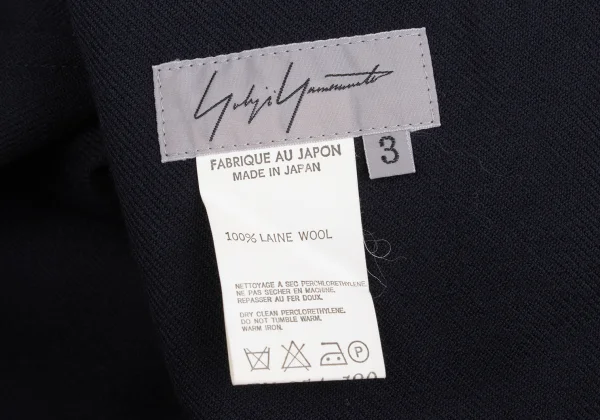 Yohji Yamamoto
3
FABRIQUE AU JAPON
MADE IN JAPAN
100% LAINE WOOL
NETTOYAGE A SEC PERCHLORETHYLENE.
NE PAS SECHER EN MACHINE.
REPASSER AU FER DOUX.
DRY CLEAN PERCLORETHYLENE.
DO NOT TUMBLE WARM.
WARM IRON.
P